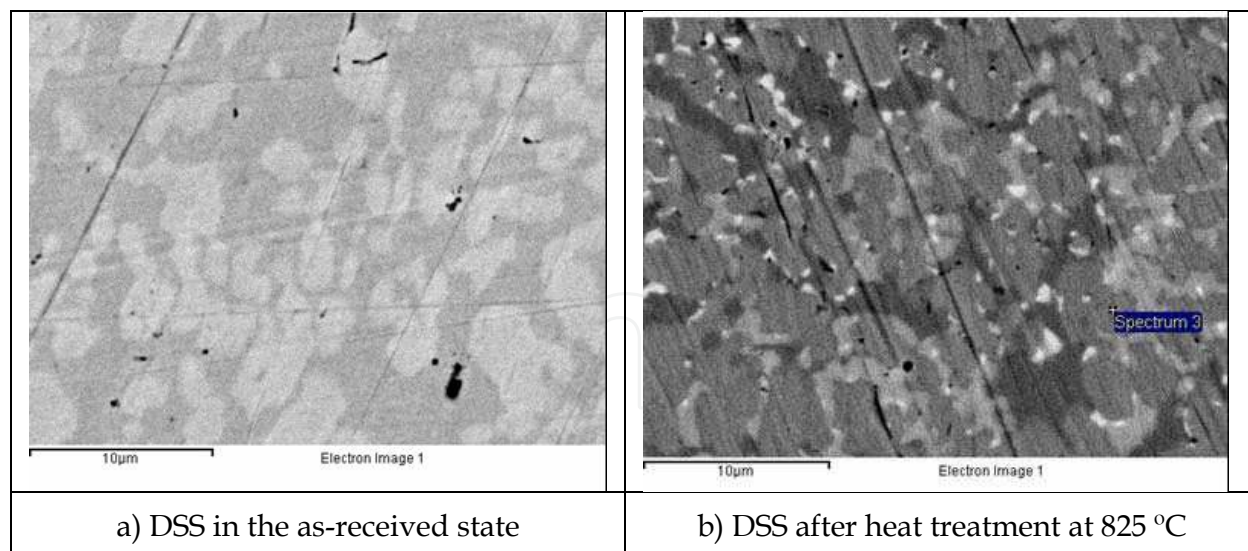 10µm
Electron Image 1
Spectrum 3
10µm
Electron Image 1
a) DSS in the as-received state
b) DSS after heat treatment at 825 ºC